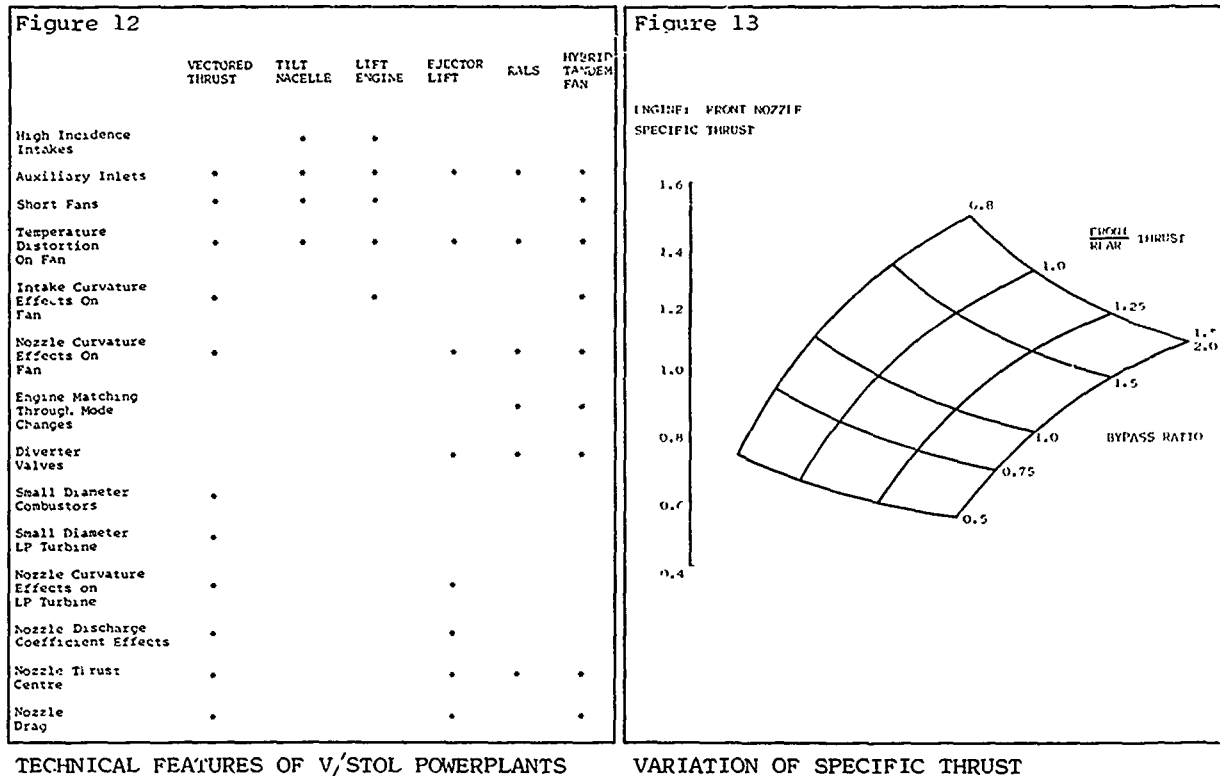 Figure 12
VECTORED THRUST TILT NACELLE LIFT ENGINE EJECTOR LIFT RALS HYBRID TANDEM FAN
High Incidence
Intakes
Auxiliary Inlets
Short Fans
Temperature
Distortion
On Fan
Intake Curvature
Effects On
Fan
Nozzle Curvature
Effects On
Fan
Engine Matching
Through Mode
Changes
Diverter
Valves
Small Diameter
Combustors
Small Diameter
LP Turbine
Nozzle Curvature
Effects on
LP Turbine
Nozzle Discharge
Coefficient Effects
Nozzle Thrust
Centre
Nozzle
Drag
TECHNICAL FEATURES OF V/STOL POWERPLANTS
Figure 13
ENGINE: FRONT NOZZLE
SPECIFIC THRUST
1.6
1.4
1.2
1.0
0.8
0.6
0.4
0.8
FRONT
REAR THRUST
1.0
1.25
2.0
1.5
1.0
BYPASS RATIO
0.75
0.5
VARIATION OF SPECIFIC THRUST